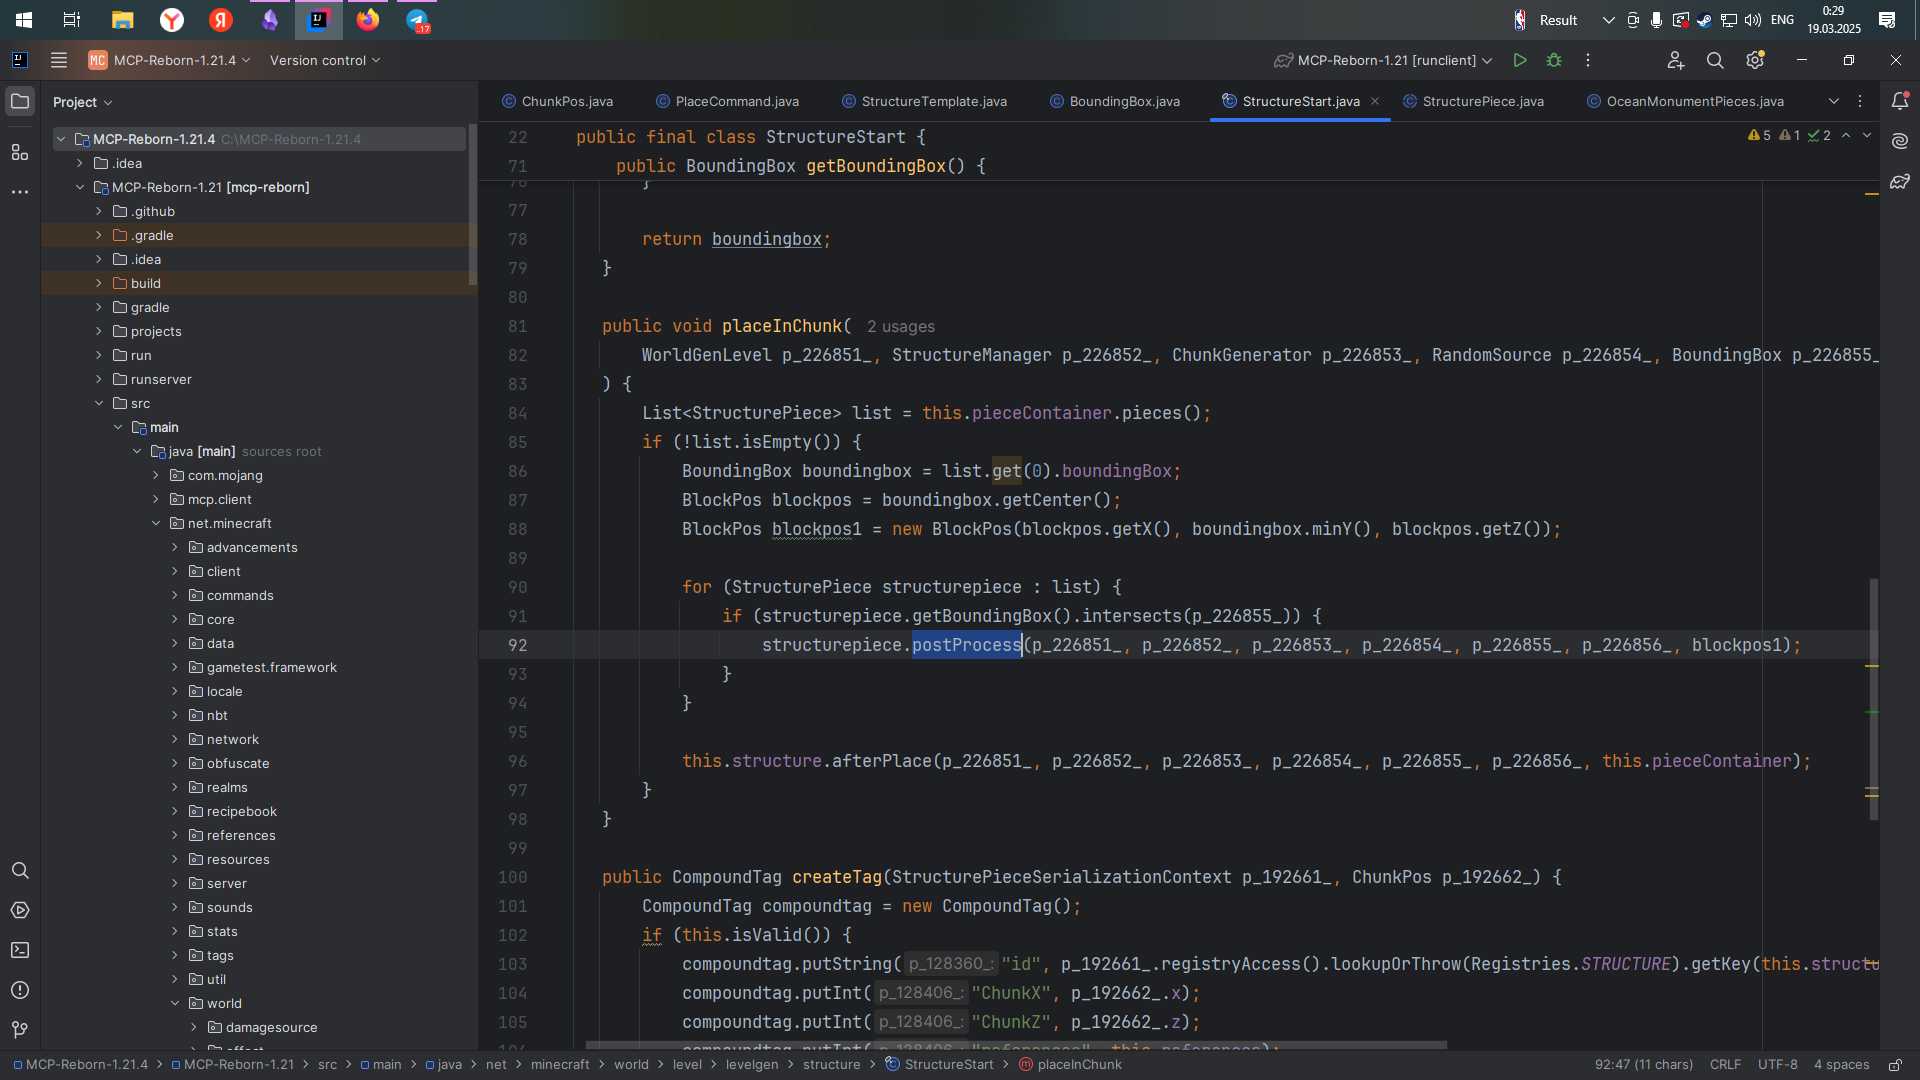 Result
ENG
0:29
19.03.2025
17
MC MCP-Reborn-1.21.4
Version control
MCP-Reborn-1.21 [runclient]
Project
MCP-Reborn-1.21.4 C:\MCP-Reborn-1.21.4
.idea
MCP-Reborn-1.21 [mcp-reborn]
.github
.gradle
.idea
build
gradle
projects
run
runserver
src
main
java [main] sources root
com.mojang
mcp.client
net.minecraft
advancements
client
commands
core
data
gametest.framework
locale
nbt
network
obfuscate
realms
recipebook
references
resources
server
sounds
stats
tags
util
world
damagesource
ChunkPos.java
PlaceCommand.java
StructureTemplate.java
BoundingBox.java
StructureStart.java
StructurePiece.java
OceanMonumentPieces.java
5 1 2
22 public final class StructureStart {
71 public BoundingBox getBoundingBox() {
76 }
77
78 return boundingbox;
79 }
80
81 public void placeInChunk( 2 usages
82 WorldGenLevel p_226851_, StructureManager p_226852_, ChunkGenerator p_226853_, RandomSource p_226854_, BoundingBox p_226855_
83 ) {
84 List<StructurePiece> list = this.pieceContainer.pieces();
85 if (!list.isEmpty()) {
86 BoundingBox boundingbox = list.get(0).boundingBox;
87 BlockPos blockpos = boundingbox.getCenter();
88 BlockPos blockpos1 = new BlockPos(blockpos.getX(), boundingbox.minY(), blockpos.getZ());
89
90 for (StructurePiece structurepiece : list) {
91 if (structurepiece.getBoundingBox().intersects(p_226855_)) {
92 structurepiece.postProcess(p_226851_, p_226852_, p_226853_, p_226854_, p_226855_, p_226856_, blockpos1);
93 }
94 }
95
96 this.structure.afterPlace(p_226851_, p_226852_, p_226853_, p_226854_, p_226855_, p_226856_, this.pieceContainer);
97 }
98 }
99
100 public CompoundTag createTag(StructurePieceSerializationContext p_192661_, ChunkPos p_192662_) {
101 CompoundTag compoundtag = new CompoundTag();
102 if (this.isValid()) {
103 compoundtag.putString( p_128360_: "id", p_192661_.registryAccess().lookupOrThrow(Registries.STRUCTURE).getKey(this.structu
104 compoundtag.putInt( p_128406_: "ChunkX", p_192662_.x);
105 compoundtag.putInt( p_128406_: "ChunkZ", p_192662_.z);
compoundtag.putInt( p_128406_: "references", this.references);
MCP-Reborn-1.21.4 > MCP-Reborn-1.21 > src > main > java > net > minecraft > world > level > levelgen > structure > StructureStart > placeInChunk
92:47 (11 chars) CRLF UTF-8 4 spaces